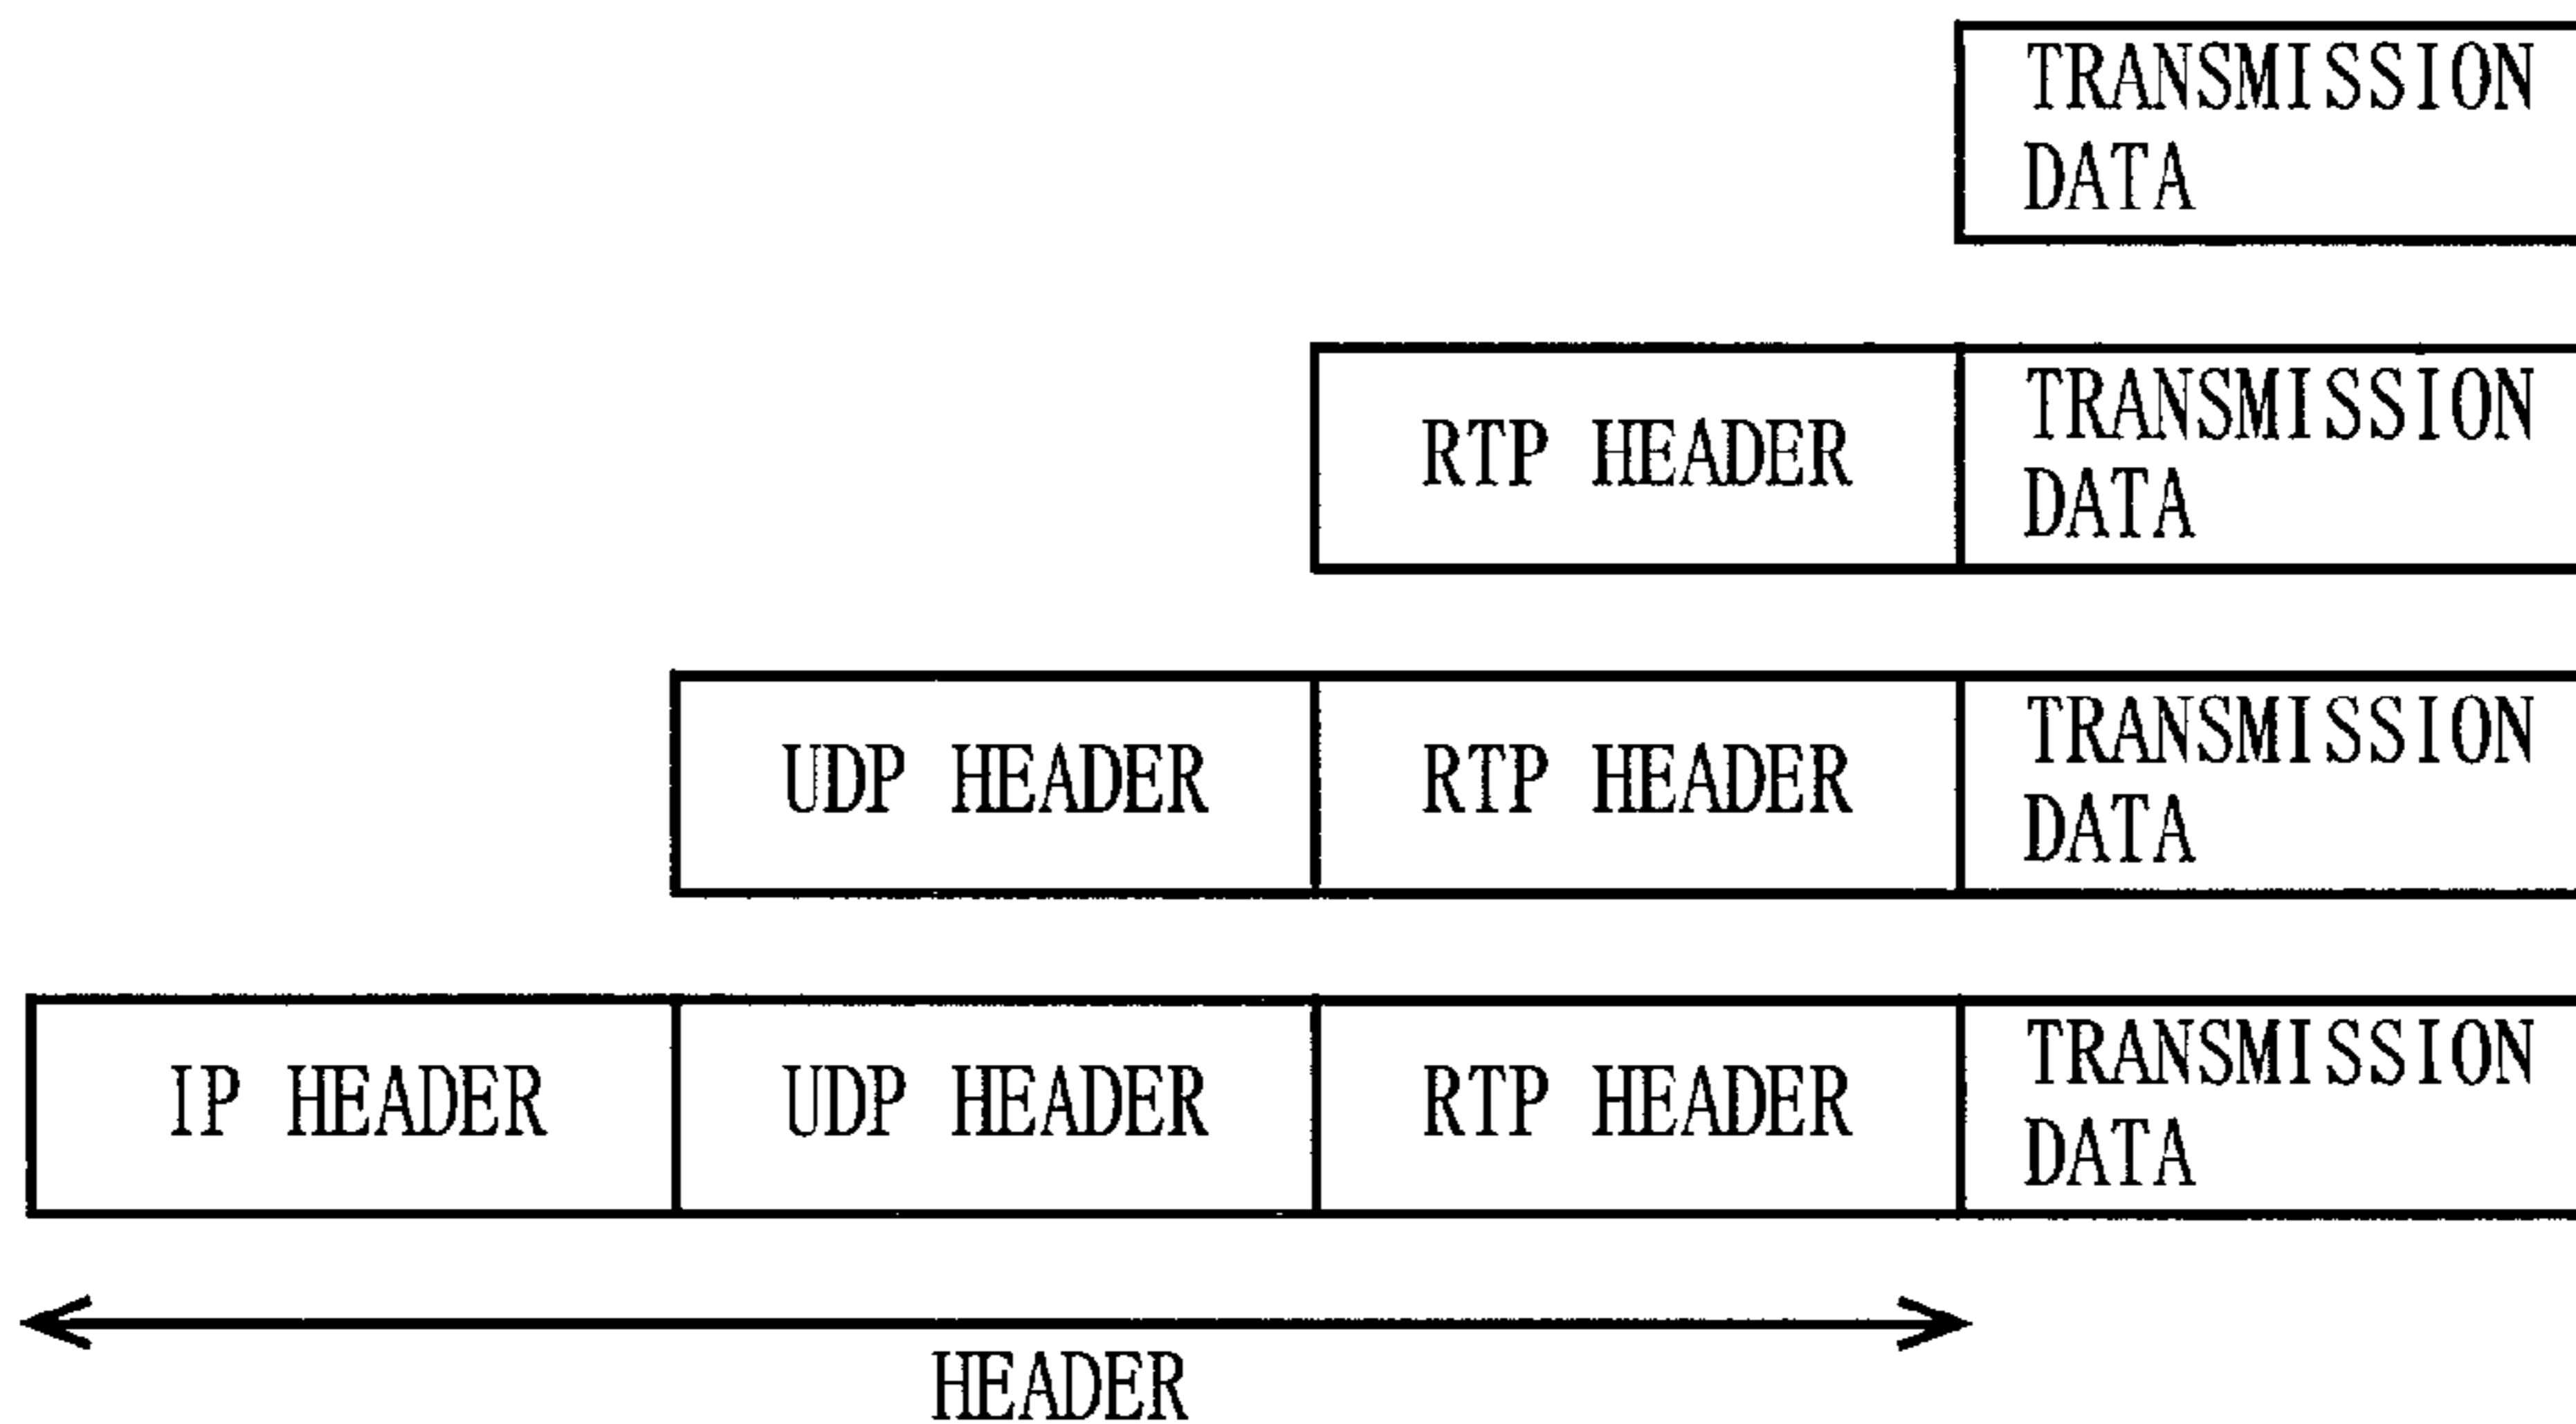 TRANSMISSION
DATA
RTP HEADER
TRANSMISSION
DATA
UDP HEADER
RTP HEADER
TRANSMISSION
DATA
IP HEADER
UDP HEADER
RTP HEADER
TRANSMISSION
DATA
HEADER